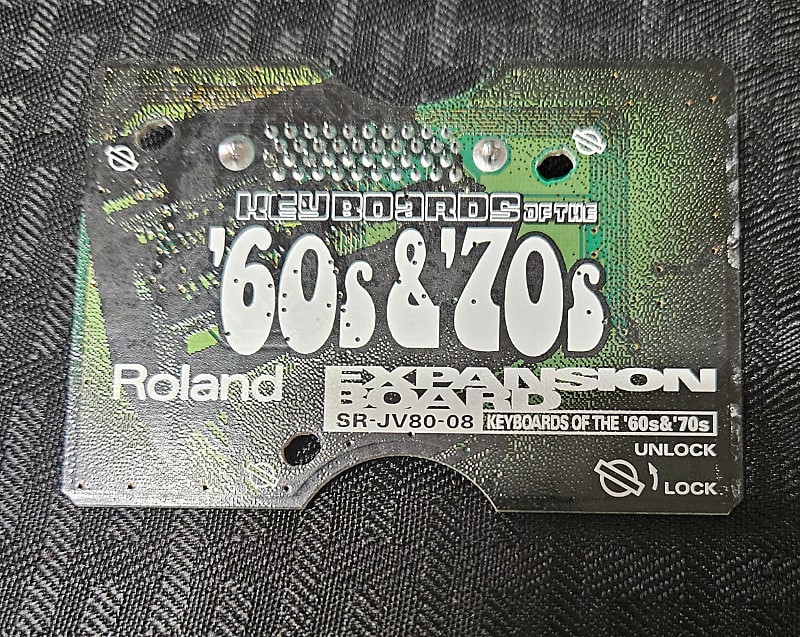 KEYBOARDS OF THE
'60s & '70s
Roland
EXPANSION
BOARD
SR-JV80-08 KEYBOARDS OF THE '60s&'70s
UNLOCK
LOCK